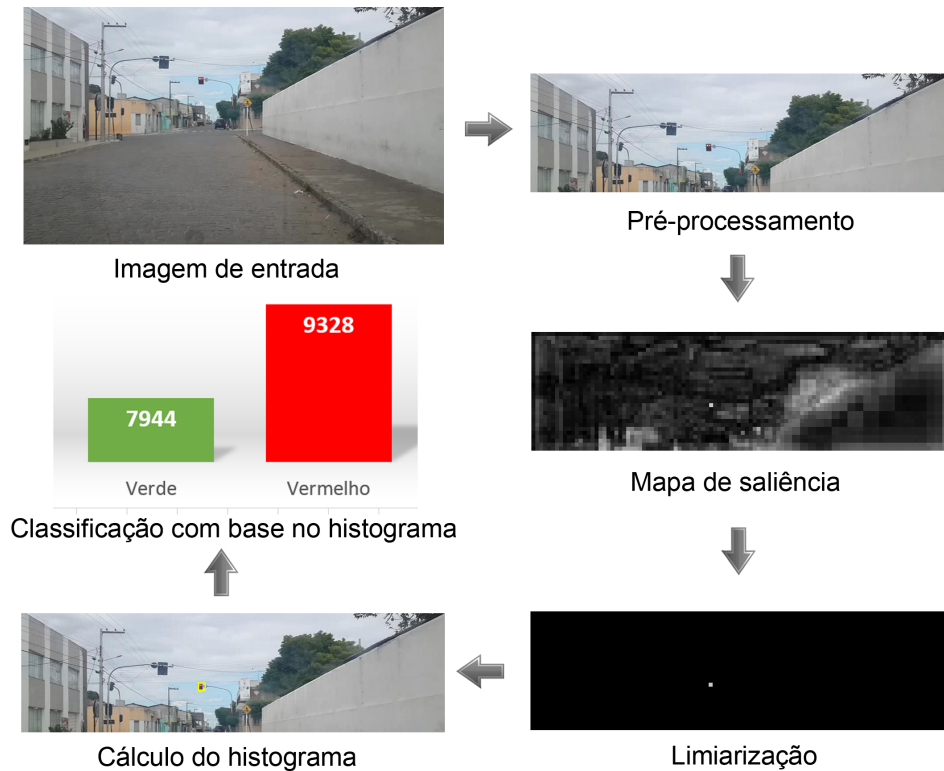 Imagem de entrada
Pré-processamento
Mapa de saliência
Limiarização
Cálculo do histograma
9328
7944
Verde
Vermelho
Classificação com base no histograma